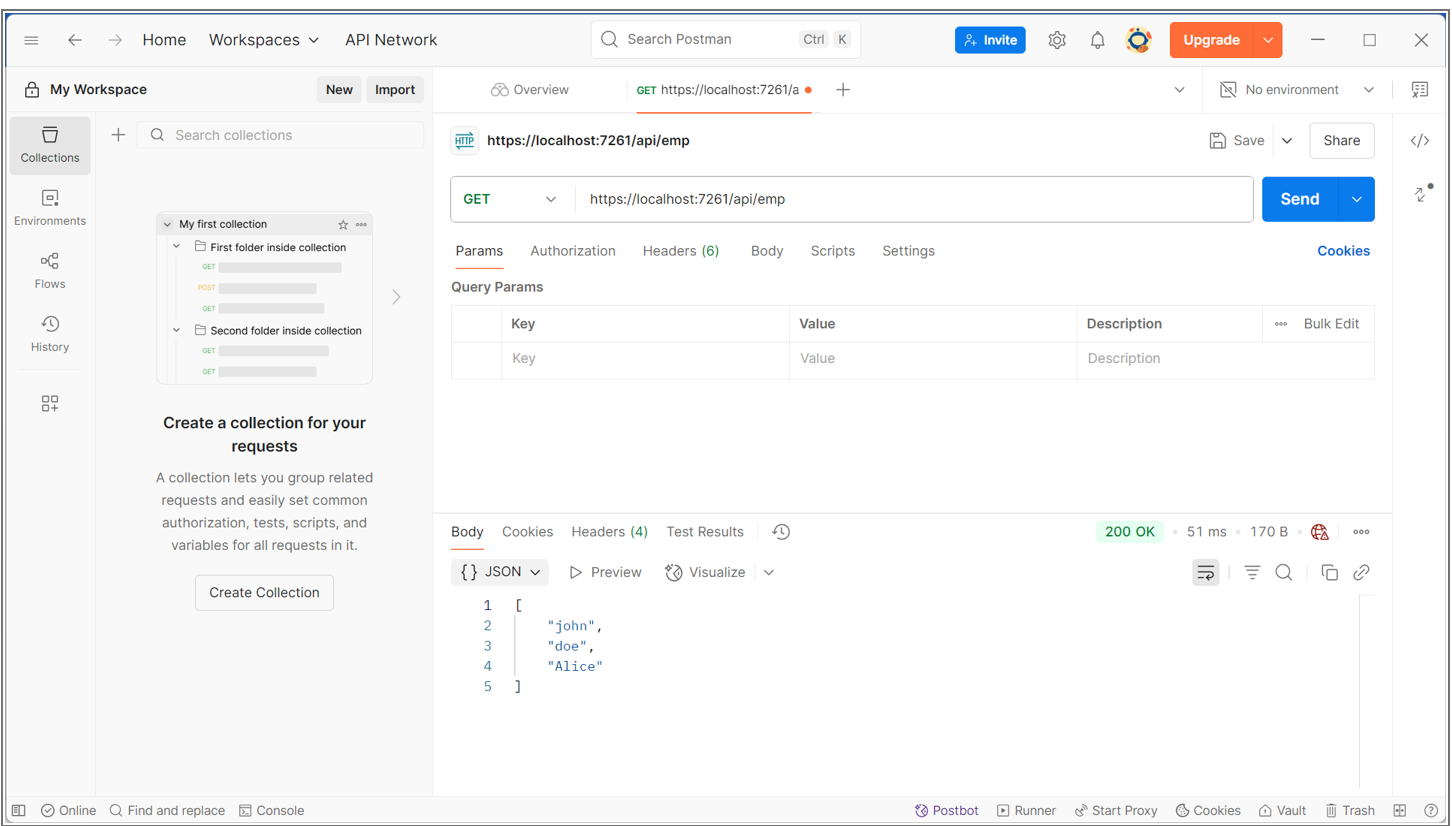 Home Workspaces API Network Search Postman Ctrl K Invite Upgrade
My Workspace New Import Overview GET https://localhost:7261/a No environment
Collections
Environments
Flows
History
Search collections
My first collection
First folder inside collection
GET
POST
GET
Second folder inside collection
GET
GET
Create a collection for your
requests
A collection lets you group related
requests and easily set common
authorization, tests, scripts, and
variables for all requests in it.
Create Collection
HTTP https://localhost:7261/api/emp Save Share
GET https://localhost:7261/api/emp Send
Params Authorization Headers (6) Body Scripts Settings Cookies
Query Params
Key Value Description Bulk Edit
Key Value Description
Body Cookies Headers (4) Test Results 200 OK 51 ms 170 B
{} JSON Preview Visualize
1 [
2 "john",
3 "doe",
4 "Alice"
5 ]
Online Find and replace Console Postbot Runner Start Proxy Cookies Vault Trash